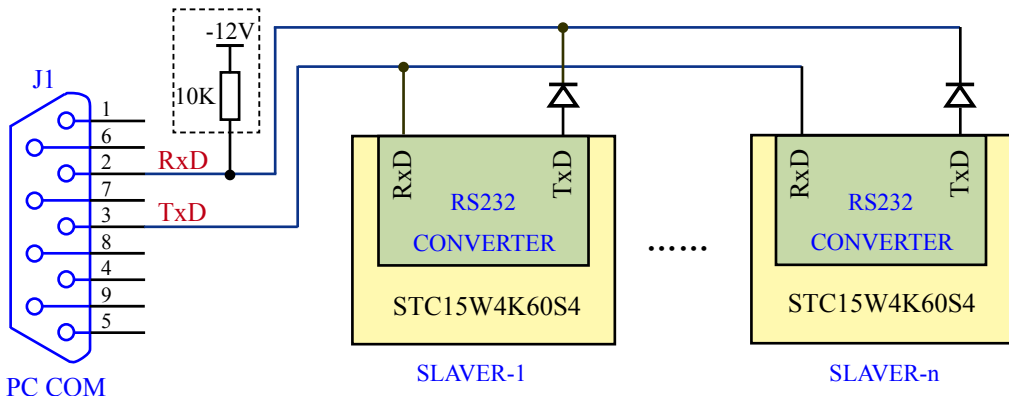 -12V
10K
J1
1
6
2
7
3
8
4
9
5
RxD
TxD
PC COM
RxD
TxD
RS232
CONVERTER
STC15W4K60S4
SLAVER-1
……
RxD
TxD
RS232
CONVERTER
STC15W4K60S4
SLAVER-n